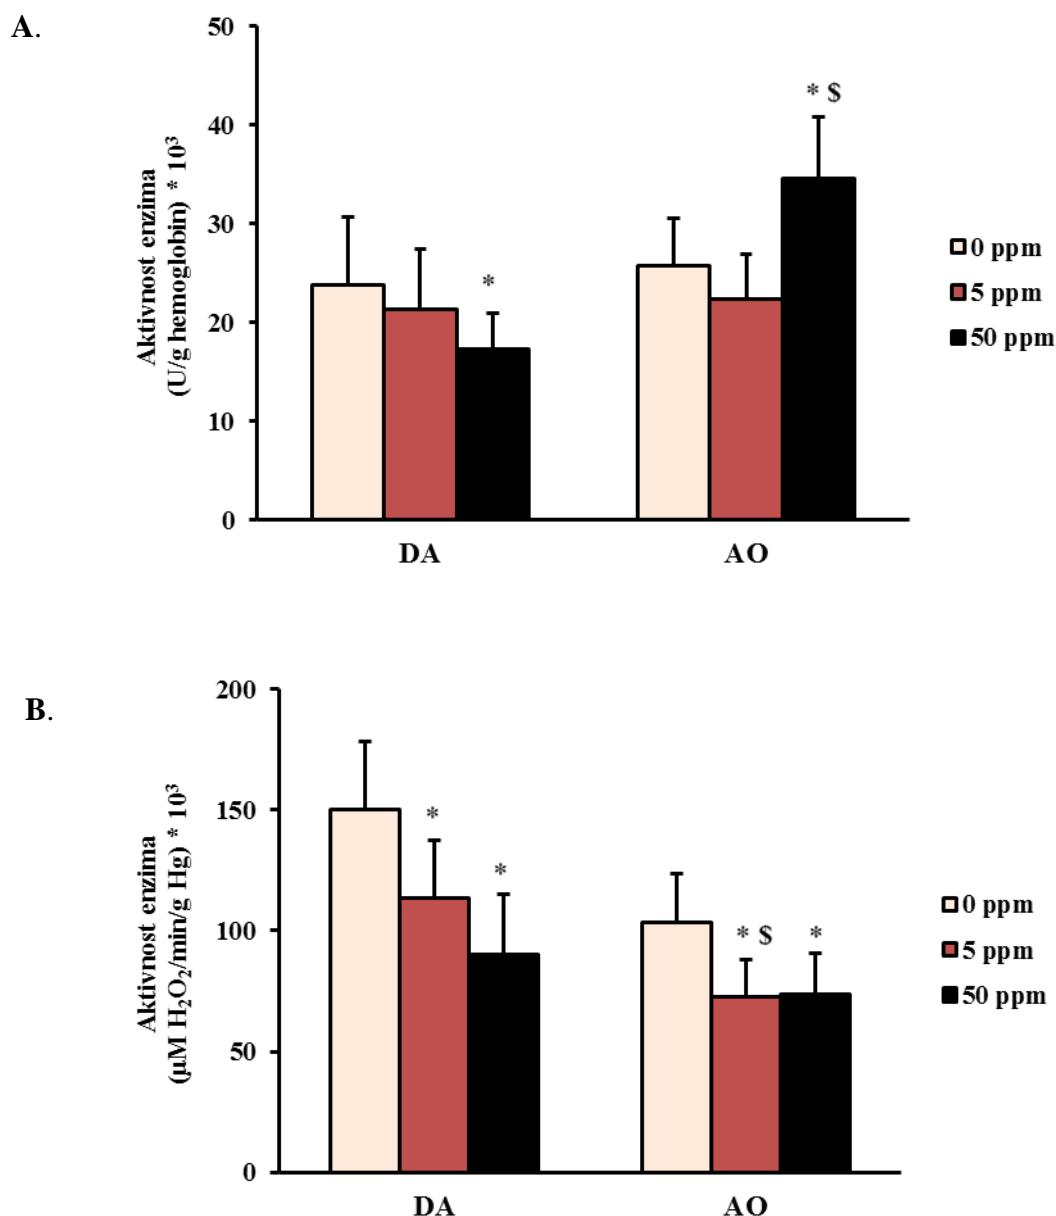 A.
50
40
30
20
10
0
Aktivnost enzima
(U/g hemoglobin) * 10³
*
* $
DA
AO
0 ppm
5 ppm
50 ppm
B.
200
150
100
50
0
Aktivnost enzima
(µM H₂O₂/min/g Hg) * 10³
*
*
* $
*
DA
AO
0 ppm
5 ppm
50 ppm